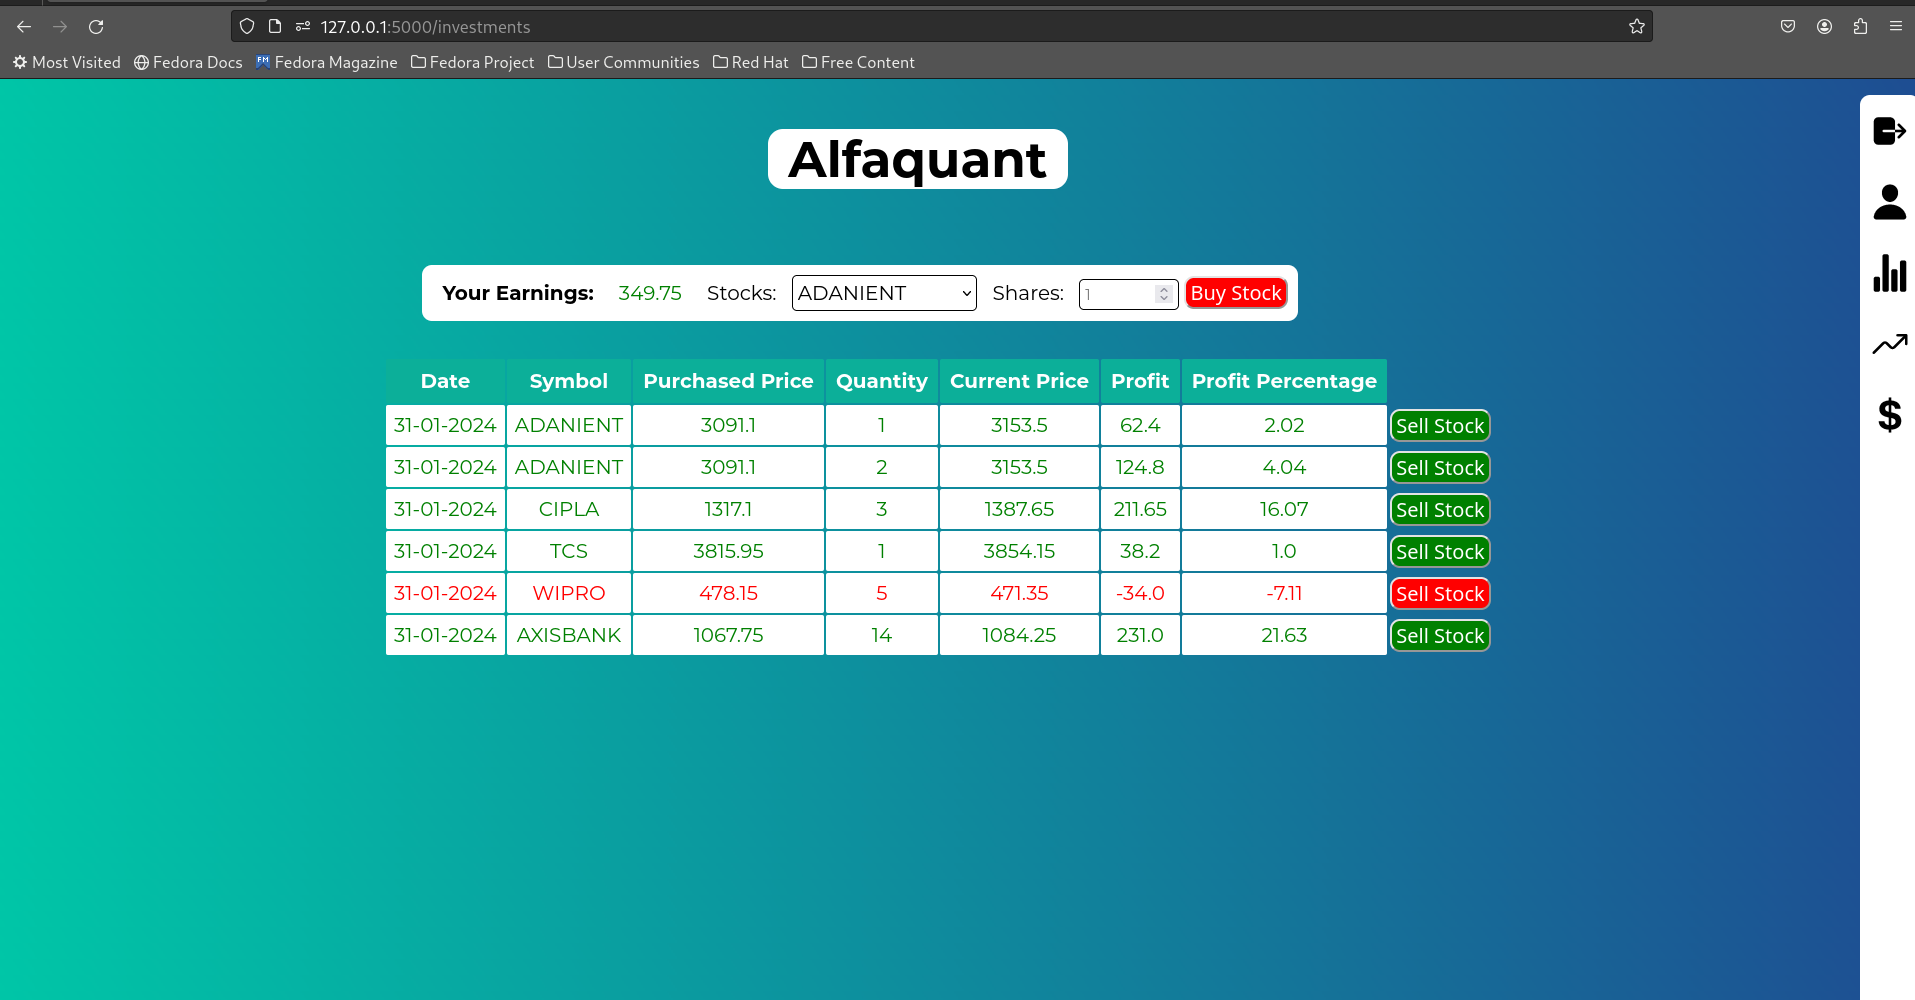 127.0.0.1:5000/investments
Most Visited Fedora Docs FM Fedora Magazine Fedora Project User Communities Red Hat Free Content
Alfaquant
Your Earnings: 349.75 Stocks: ADANIENT Shares: 1 Buy Stock
Date Symbol Purchased Price Quantity Current Price Profit Profit Percentage
31-01-2024 ADANIENT 3091.1 1 3153.5 62.4 2.02 Sell Stock
31-01-2024 ADANIENT 3091.1 2 3153.5 124.8 4.04 Sell Stock
31-01-2024 CIPLA 1317.1 3 1387.65 211.65 16.07 Sell Stock
31-01-2024 TCS 3815.95 1 3854.15 38.2 1.0 Sell Stock
31-01-2024 WIPRO 478.15 5 471.35 -34.0 -7.11 Sell Stock
31-01-2024 AXISBANK 1067.75 14 1084.25 231.0 21.63 Sell Stock
$